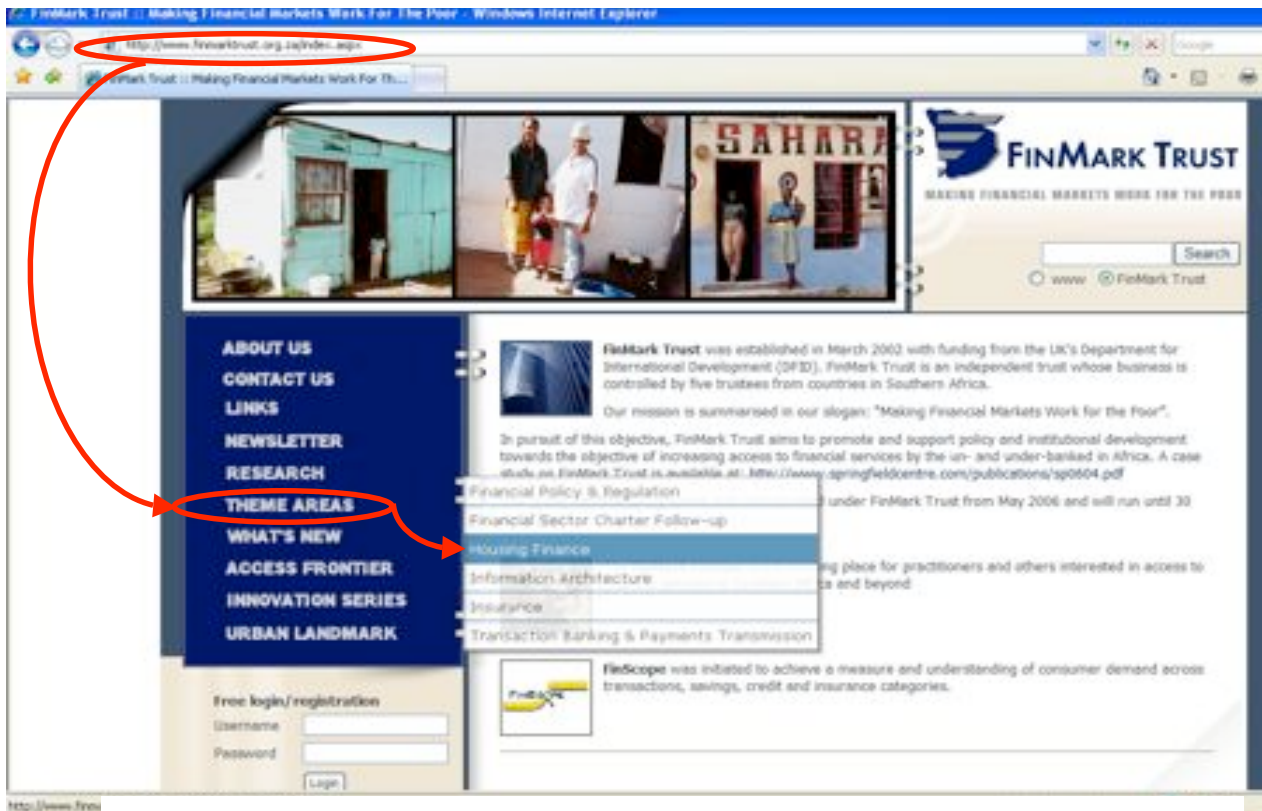 FinMark Trust :: Making Financial Markets Work For The Poor - Windows Internet Explorer
http://www.finmarktrust.org.za/index.aspx
Google
FinMark Trust :: Making Financial Markets Work For Th...
SAHARA
FINMARK TRUST
MAKING FINANCIAL MARKETS WORK FOR THE POOR
Search
www FinMark Trust
ABOUT US
CONTACT US
LINKS
NEWSLETTER
RESEARCH
THEME AREAS
WHAT'S NEW
ACCESS FRONTIER
INNOVATION SERIES
URBAN LANDMARK
FinMark Trust was established in March 2002 with funding from the UK's Department for
International Development (DFID). FinMark Trust is an independent trust whose business is
controlled by five trustees from countries in Southern Africa.
Our mission is summarised in our slogan: "Making Financial Markets Work for the Poor".
In pursuit of this objective, FinMark Trust aims to promote and support policy and institutional development
towards the objective of increasing access to financial services by the un- and under-banked in Africa. A case
study on FinMark Trust is available at: http://www.springfieldcentre.com/publications/sp0604.pdf
under FinMark Trust from May 2006 and will run until 30
Financial Policy & Regulation
Financial Sector Charter Follow-up
Housing Finance
Information Architecture
Insurance
Transaction Banking & Payments Transmission
place for practitioners and others interested in access to
and beyond
FinScope was initiated to achieve a measure and understanding of consumer demand across
transactions, savings, credit and insurance categories.
FINSCOPE
Free login/registration
Username
Password
Login